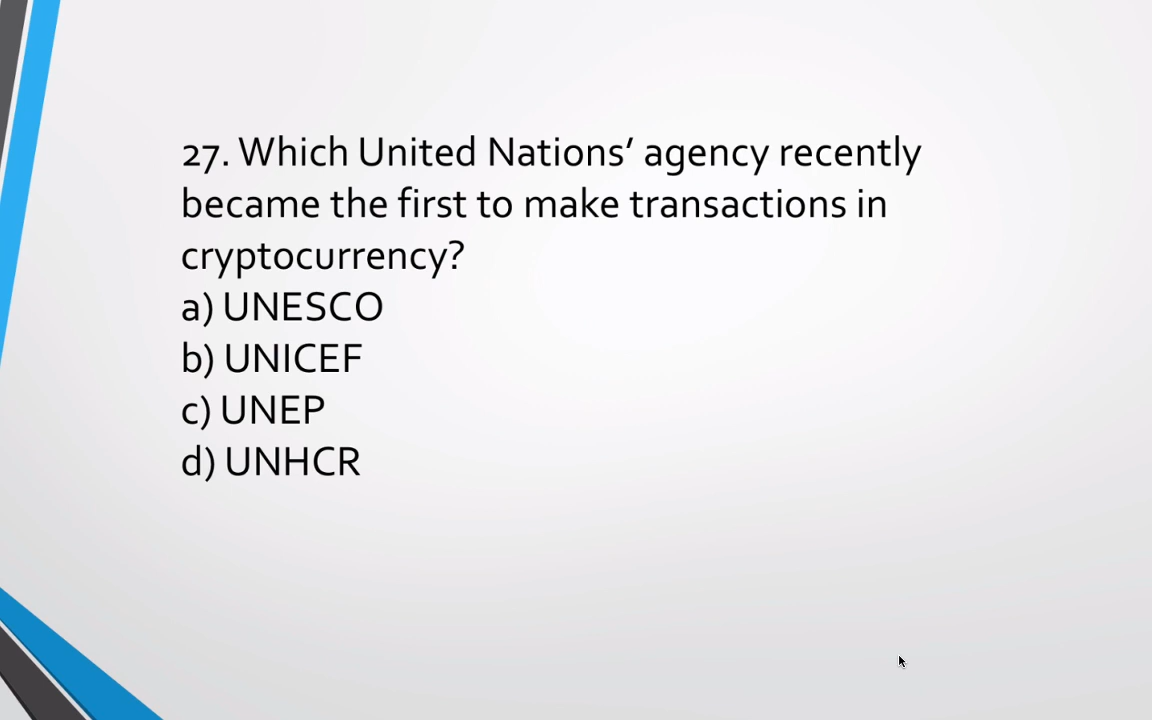 27. Which United Nations’ agency recently
became the first to make transactions in
cryptocurrency?
a) UNESCO
b) UNICEF
c) UNEP
d) UNHCR